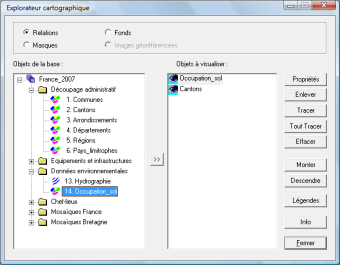 Explorateur cartographique
Relations
Fonds
Masques
Images géoréférencées
Objets de la base :
Objets à visualiser :
France_2007
Découpage administratif
1. Communes
2. Cantons
3. Arrondissements
4. Départements
5. Régions
6. Pays_limitrophes
Equipements et infrastructures
Données environnementales
13. Hydrographie
14. Occupation_sol
Chef-lieux
Mosaïques France
Mosaïques Bretagne
>>
Occupation_sol
Cantons
Propriétés
Enlever
Tracer
Tout Tracer
Effacer
Monter
Descendre
Légendes
Info
Fermer